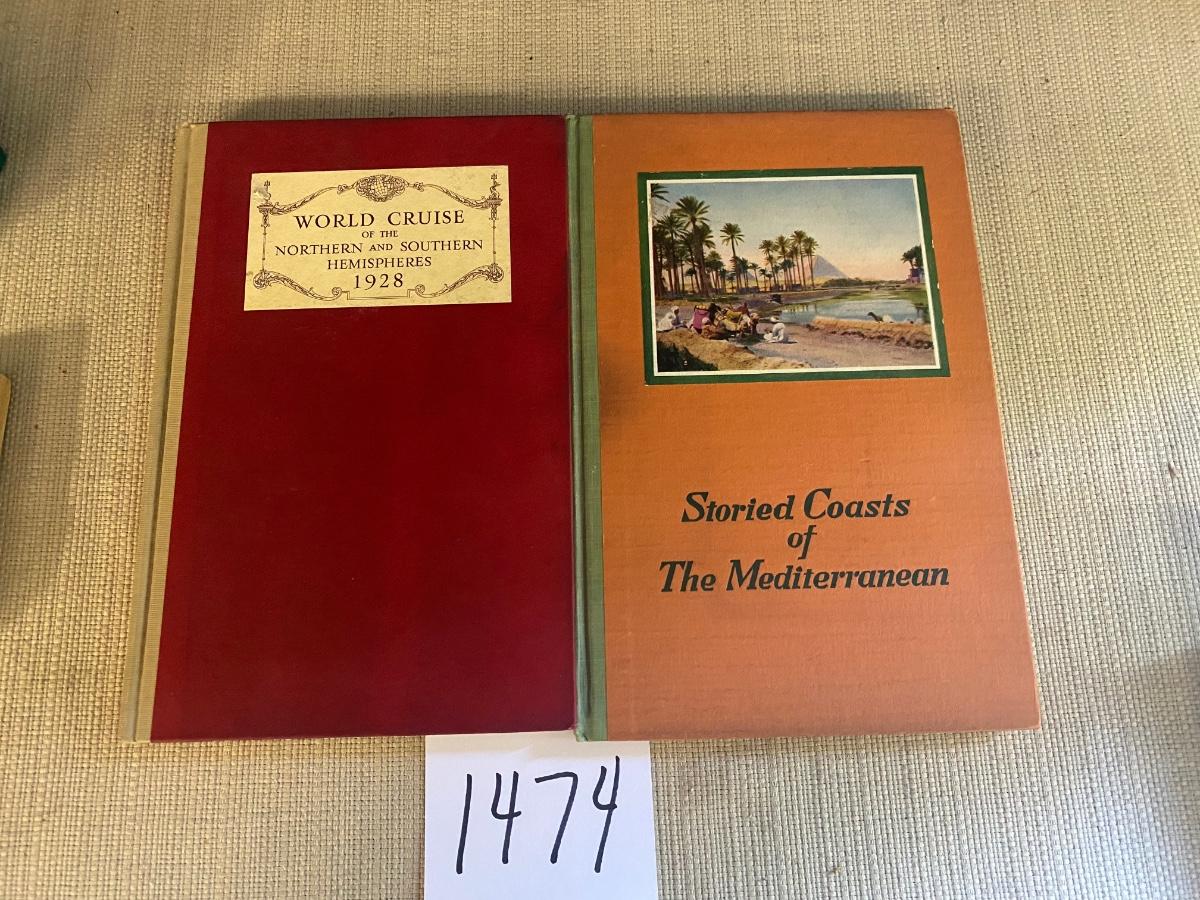 WORLD CRUISE
OF THE
NORTHERN AND SOUTHERN
HEMISPHERES
1928
Storied Coasts
of
The Mediterranean
1474